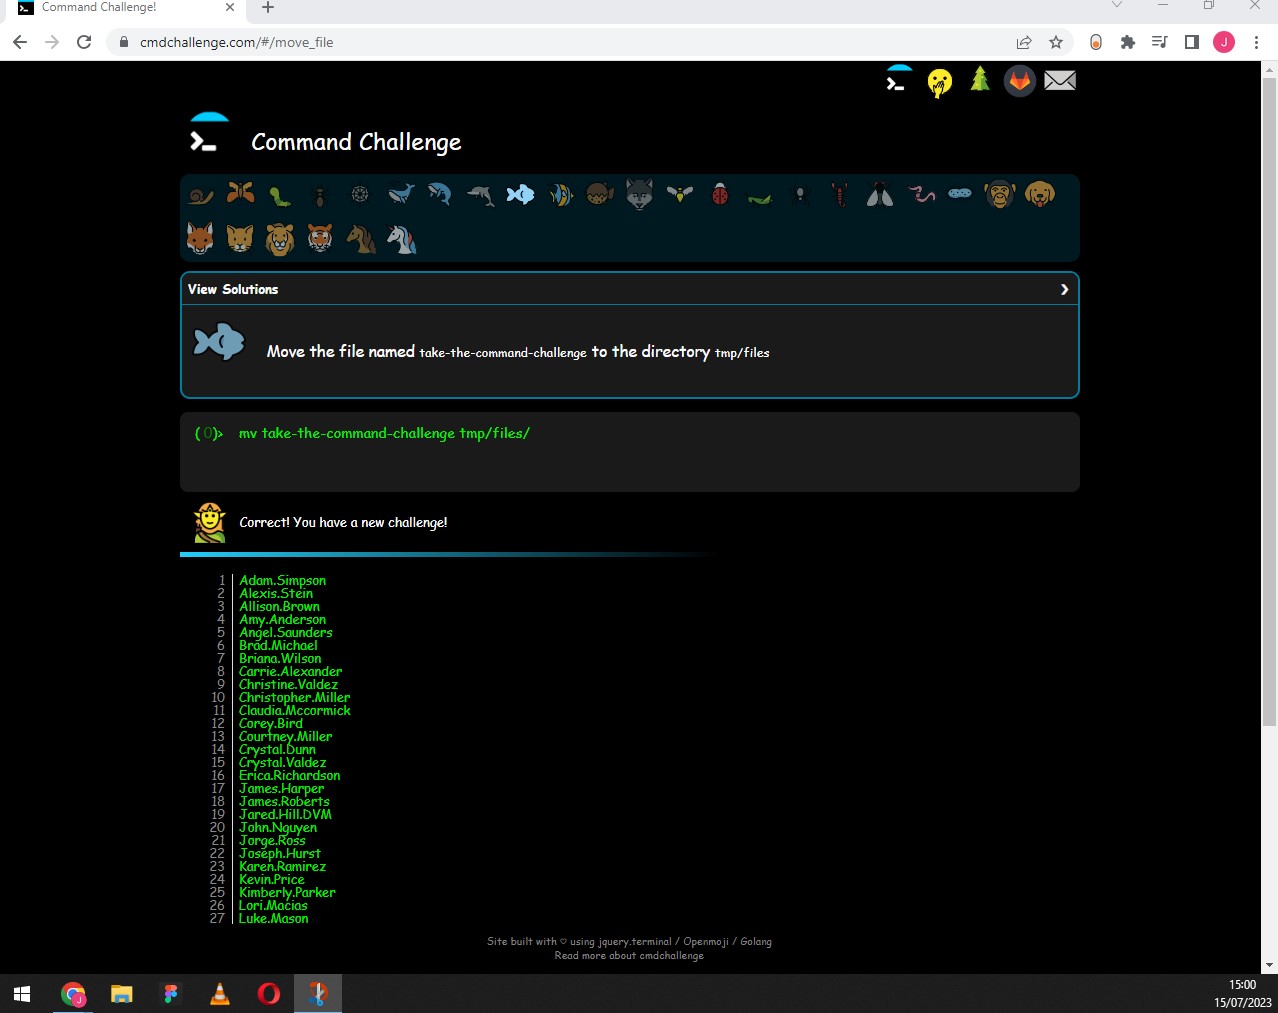 Command Challenge!
cmdchallenge.com/#/move_file
J
Command Challenge
View Solutions
Move the file named take-the-command-challenge to the directory tmp/files
(0)> mv take-the-command-challenge tmp/files/
Correct! You have a new challenge!
1 Adam.Simpson
2 Alexis.Stein
3 Allison.Brown
4 Amy.Anderson
5 Angel.Saunders
6 Brad.Michael
7 Briana.Wilson
8 Carrie.Alexander
9 Christine.Valdez
10 Christopher.Miller
11 Claudia.Mccormick
12 Corey.Bird
13 Courtney.Miller
14 Crystal.Dunn
15 Crystal.Valdez
16 Erica.Richardson
17 James.Harper
18 James.Roberts
19 Jared.Hill.DVM
20 John.Nguyen
21 Jorge.Ross
22 Joseph.Hurst
23 Karen.Ramirez
24 Kevin.Price
25 Kimberly.Parker
26 Lori.Macias
27 Luke.Mason
Site built with ♡ using jquery.terminal / Openmoji / Golang
Read more about cmdchallenge
J
15:00
15/07/2023